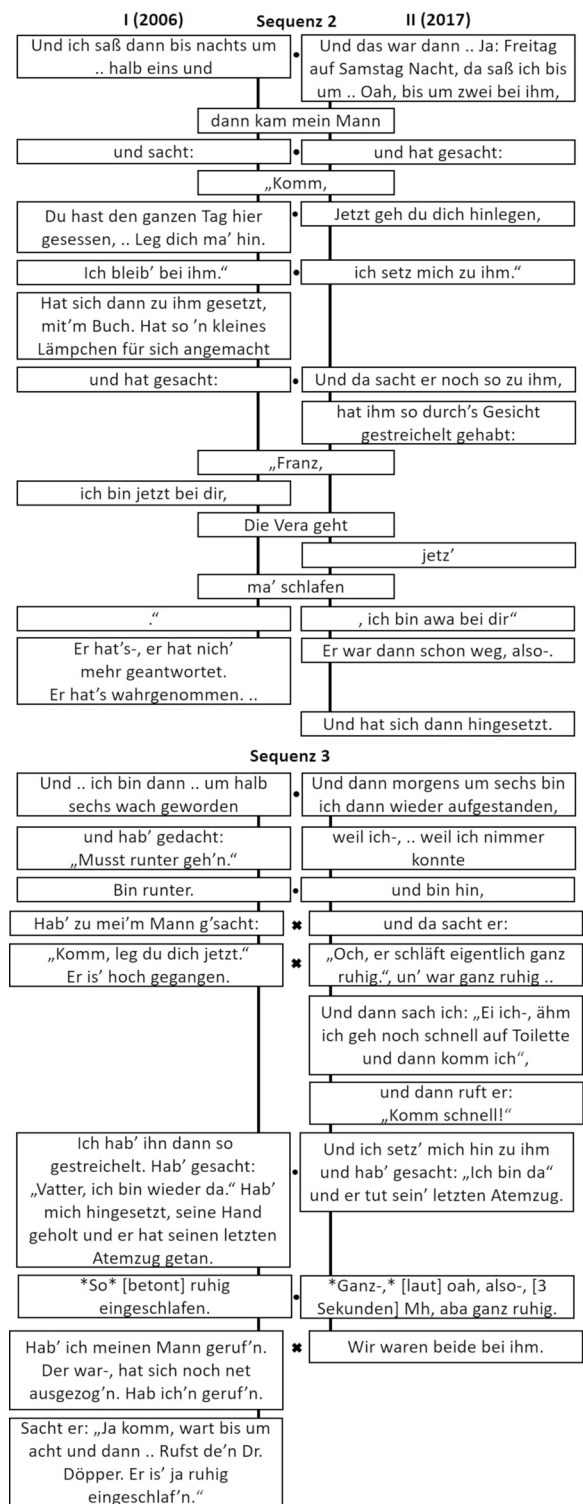 I (2006)
Sequenz 2
II (2017)
Und ich saß dann bis nachts um
.. halb eins und
•
Und das war dann .. Ja: Freitag
auf Samstag Nacht, da saß ich bis
um .. Oah, bis um zwei bei ihm,
dann kam mein Mann
und sacht:
•
und hat gesacht:
„Komm,
Du hast den ganzen Tag hier
gesessen, .. Leg dich ma’ hin.
•
Jetzt geh du dich hinlegen,
Ich bleib’ bei ihm.“
•
ich setz mich zu ihm.“
Hat sich dann zu ihm gesetzt,
mit’m Buch. Hat so ’n kleines
Lämpchen für sich angemacht
und hat gesacht:
•
Und da sacht er noch so zu ihm,
hat ihm so durch’s Gesicht
gestreichelt gehabt:
„Franz,
ich bin jetzt bei dir,
Die Vera geht
jetz’
ma’ schlafen
.“
, ich bin awa bei dir“
Er hat’s-, er hat nich’
mehr geantwortet.
Er hat’s wahrgenommen. ..
Er war dann schon weg, also-.
Und hat sich dann hingesetzt.
Sequenz 3
Und .. ich bin dann .. um halb
sechs wach geworden
•
Und dann morgens um sechs bin
ich dann wieder aufgestanden,
und hab’ gedacht:
„Musst runter geh’n.“
weil ich-, .. weil ich nimmer
konnte
Bin runter.
•
und bin hin,
Hab’ zu mei’m Mann g’sacht:
✖
und da sacht er:
„Komm, leg du dich jetzt.“
Er is’ hoch gegangen.
✖
„Och, er schläft eigentlich ganz
ruhig.“, un’ war ganz ruhig ..
Und dann sach ich: „Ei ich-, ähm
ich geh noch schnell auf Toilette
und dann komm ich“,
und dann ruft er:
„Komm schnell!“
Ich hab’ ihn dann so
gestreichelt. Hab’ gesacht:
„Vatter, ich bin wieder da.“ Hab’
mich hingesetzt, seine Hand
geholt und er hat seinen letzten
Atemzug getan.
•
Und ich setz’ mich hin zu ihm
und hab’ gesacht: „Ich bin da“
und er tut sein’ letzten Atemzug.
*So* [betont] ruhig
eingeschlafen.
•
*Ganz-,* [laut] oah, also-, [3
Sekunden] Mh, aba ganz ruhig.
Hab’ ich meinen Mann geruf’n.
Der war-, hat sich noch net
ausgezog’n. Hab ich’n geruf’n.
✖
Wir waren beide bei ihm.
Sacht er: „Ja komm, wart bis um
acht und dann .. Rufst de’n Dr.
Döpper. Er is’ ja ruhig
eingeschlaf’n.“